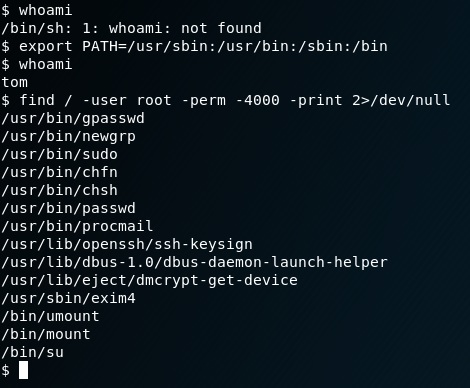 $ whoami
/bin/sh: 1: whoami: not found
$ export PATH=/usr/sbin:/usr/bin:/sbin:/bin
$ whoami
tom
$ find / -user root -perm -4000 -print 2>/dev/null
/usr/bin/gpasswd
/usr/bin/newgrp
/usr/bin/sudo
/usr/bin/chfn
/usr/bin/chsh
/usr/bin/passwd
/usr/bin/procmail
/usr/lib/openssh/ssh-keysign
/usr/lib/dbus-1.0/dbus-daemon-launch-helper
/usr/lib/eject/dmcrypt-get-device
/usr/sbin/exim4
/bin/umount
/bin/mount
/bin/su
$